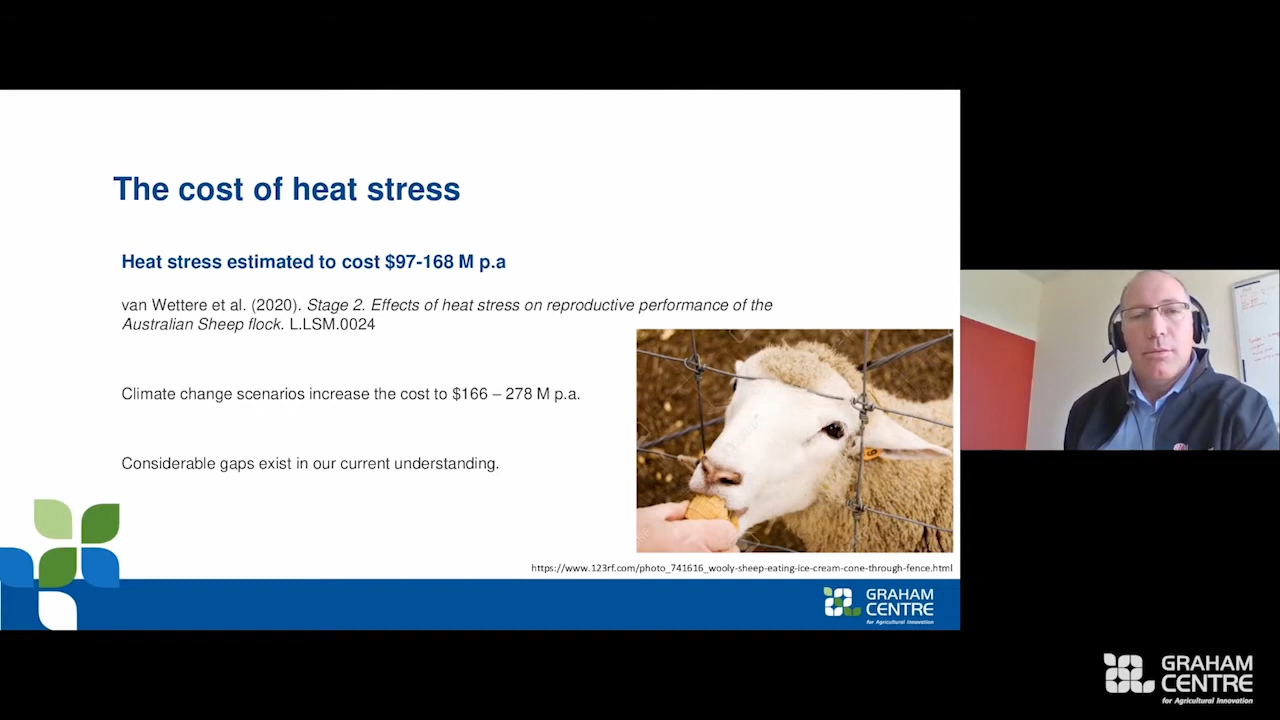 The cost of heat stress
Heat stress estimated to cost $97-168 M p.a
van Wettere et al. (2020). Stage 2. Effects of heat stress on reproductive performance of the
Australian Sheep flock. L.LSM.0024
Climate change scenarios increase the cost to $166 – 278 M p.a.
Considerable gaps exist in our current understanding.
https://www.123rf.com/photo_741616_wooly-sheep-eating-ice-cream-cone-through-fence.html
GRAHAM
CENTRE
for Agricultural Innovation
GRAHAM
CENTRE
for Agricultural Innovation